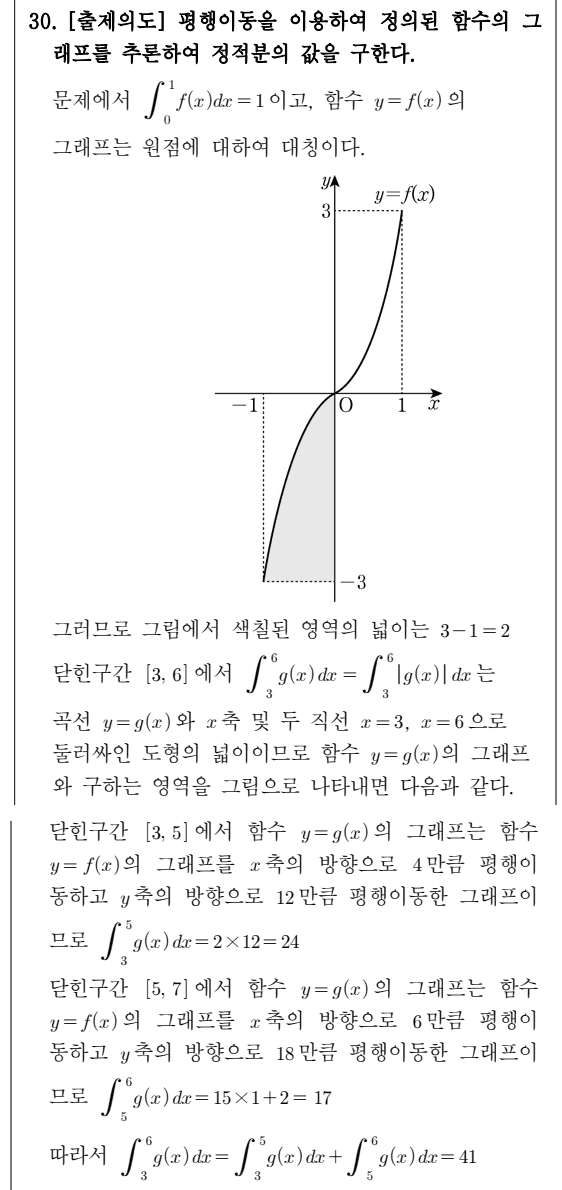 30. [출제의도] 평행이동을 이용하여 정의된 함수의 그
래프를 추론하여 정적분의 값을 구한다.
문제에서 ∫₀¹ f(x)dx = 1 이고, 함수 y = f(x) 의
그래프는 원점에 대하여 대칭이다.
y
y=f(x)
3
−1
O
1
x
−3
그러므로 그림에서 색칠된 영역의 넓이는 3−1=2
닫힌구간 [3, 6] 에서 ∫₃⁶ g(x)dx = ∫₃⁶ |g(x)|dx 는
곡선 y=g(x) 와 x 축 및 두 직선 x=3, x=6 으로
둘러싸인 도형의 넓이이므로 함수 y=g(x) 의 그래프
와 구하는 영역을 그림으로 나타내면 다음과 같다.
닫힌구간 [3, 5] 에서 함수 y=g(x) 의 그래프는 함수
y=f(x) 의 그래프를 x 축의 방향으로 4 만큼 평행이
동하고 y 축의 방향으로 12 만큼 평행이동한 그래프이
므로 ∫₃⁵ g(x)dx = 2×12 = 24
닫힌구간 [5, 7] 에서 함수 y=g(x) 의 그래프는 함수
y=f(x) 의 그래프를 x 축의 방향으로 6 만큼 평행이
동하고 y 축의 방향으로 18 만큼 평행이동한 그래프이
므로 ∫₅⁶ g(x)dx = 15×1+2 = 17
따라서 ∫₃⁶ g(x)dx = ∫₃⁵ g(x)dx + ∫₅⁶ g(x)dx = 41